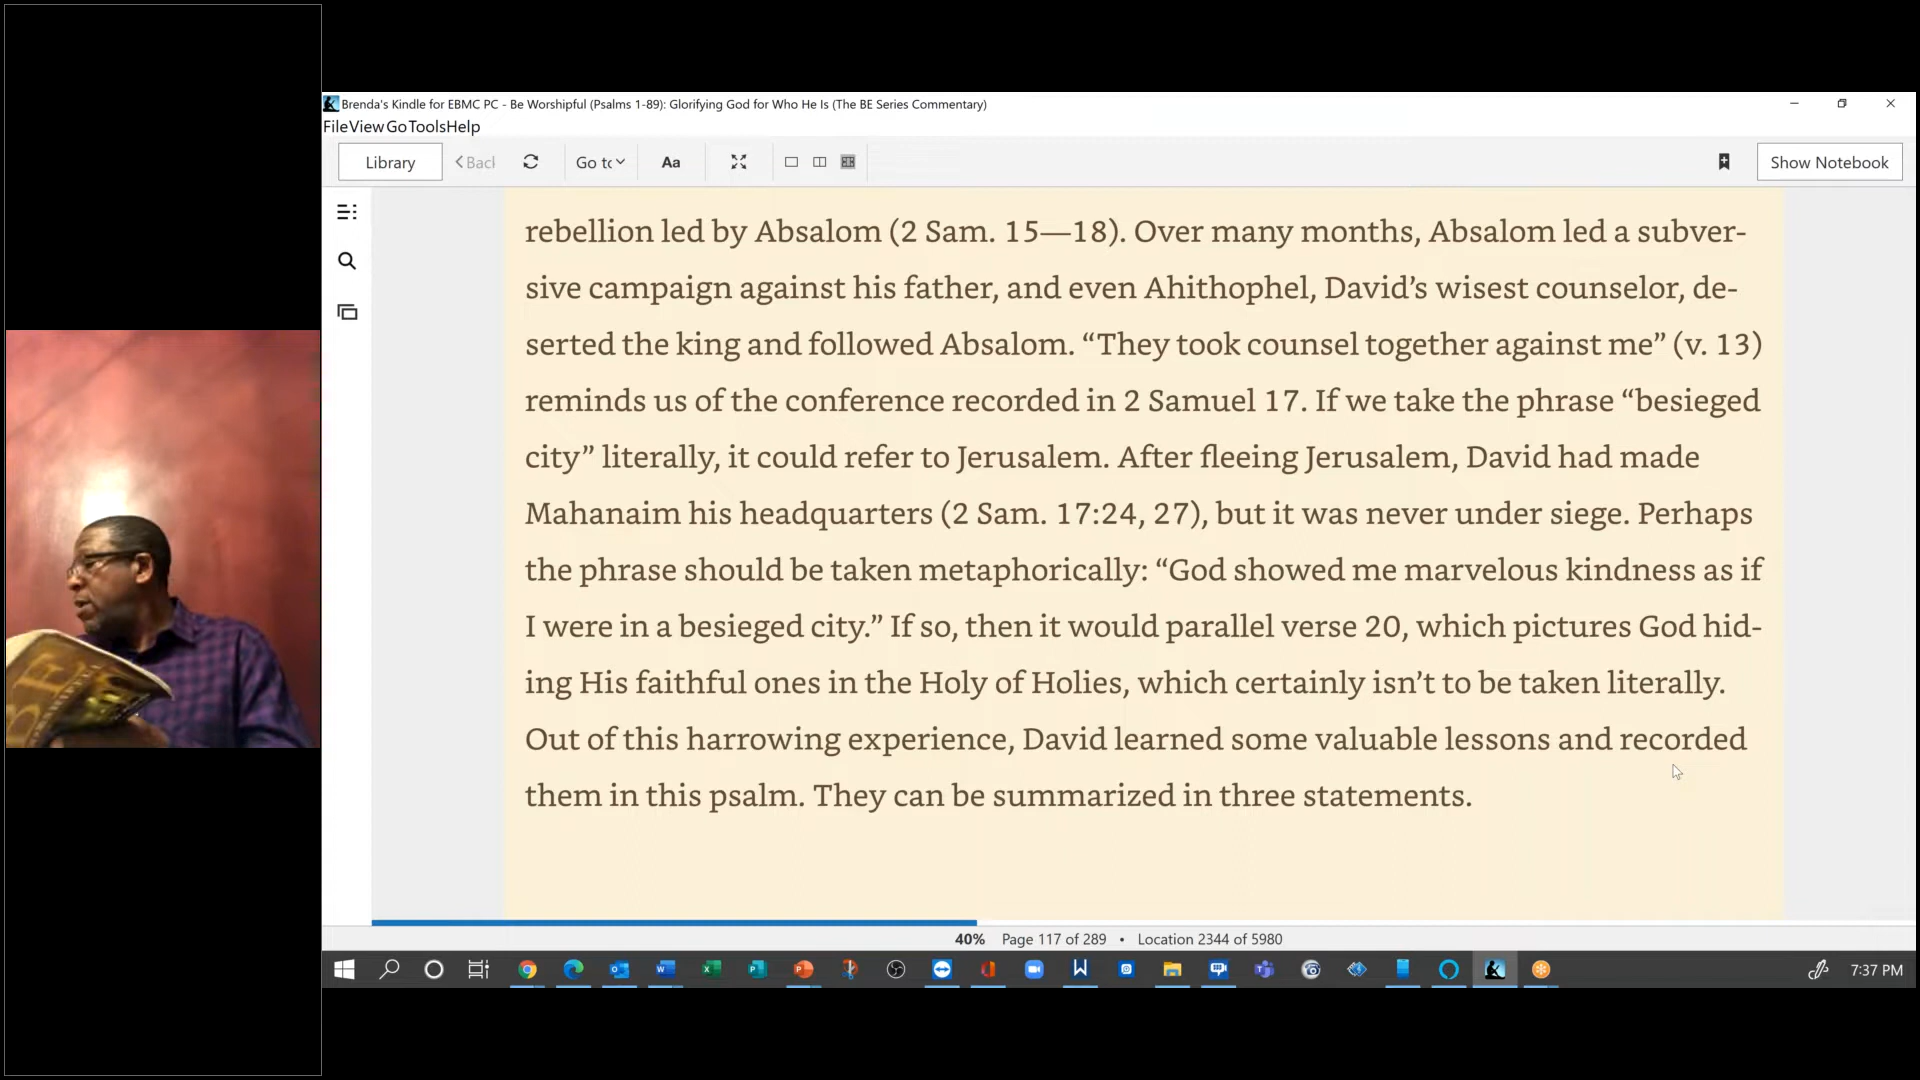 Brenda's Kindle for EBMC PC - Be Worshipful (Psalms 1-89): Glorifying God for Who He Is (The BE Series Commentary)
File View Go Tools Help
Library
Go to
Aa
Show Notebook
rebellion led by Absalom (2 Sam. 15—18). Over many months, Absalom led a subver-
sive campaign against his father, and even Ahithophel, David’s wisest counselor, de-
serted the king and followed Absalom. “They took counsel together against me” (v. 13)
reminds us of the conference recorded in 2 Samuel 17. If we take the phrase “besieged
city” literally, it could refer to Jerusalem. After fleeing Jerusalem, David had made
Mahanaim his headquarters (2 Sam. 17:24, 27), but it was never under siege. Perhaps
the phrase should be taken metaphorically: “God showed me marvelous kindness as if
I were in a besieged city.” If so, then it would parallel verse 20, which pictures God hid-
ing His faithful ones in the Holy of Holies, which certainly isn’t to be taken literally.
Out of this harrowing experience, David learned some valuable lessons and recorded
them in this psalm. They can be summarized in three statements.
40% Page 117 of 289 • Location 2344 of 5980
7:37 PM